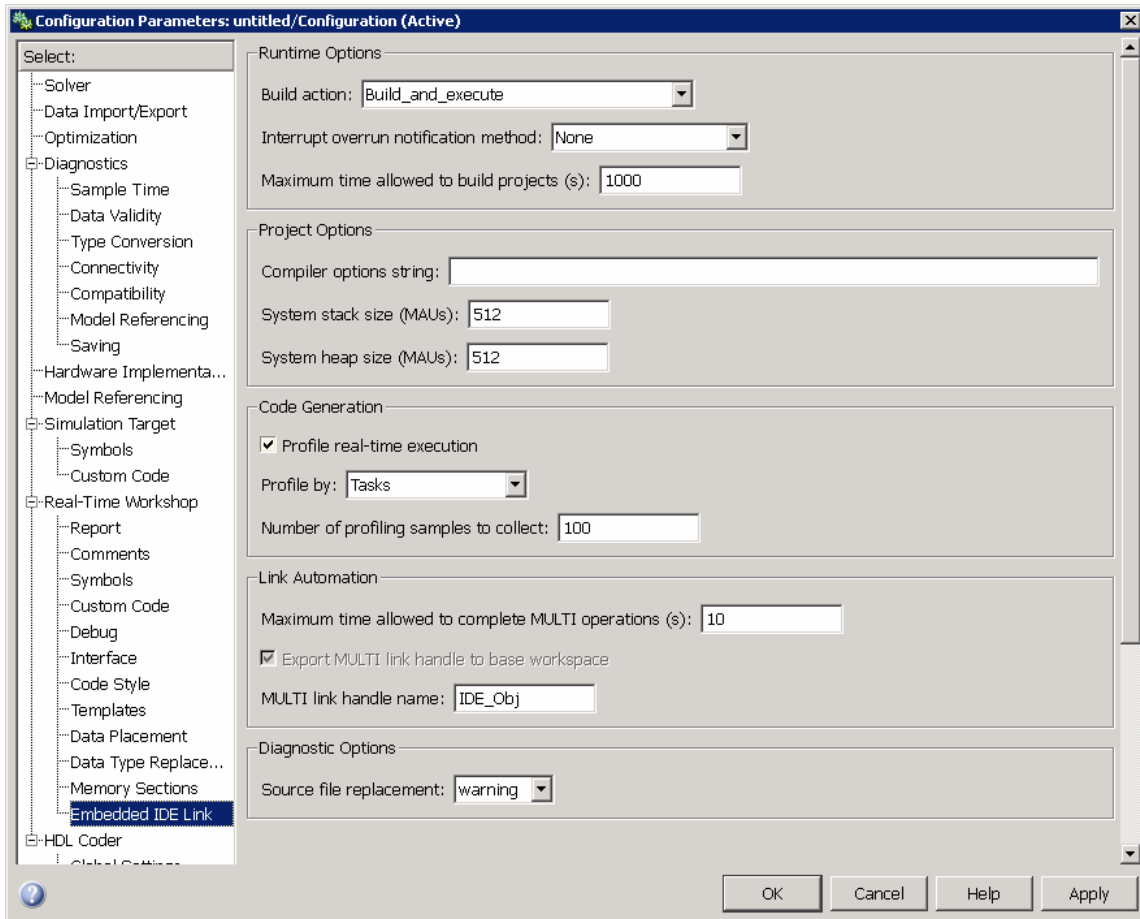 Configuration Parameters: untitled/Configuration (Active)
Select:
Solver
Data Import/Export
Optimization
Diagnostics
Sample Time
Data Validity
Type Conversion
Connectivity
Compatibility
Model Referencing
Saving
Hardware Implementa...
Model Referencing
Simulation Target
Symbols
Custom Code
Real-Time Workshop
Report
Comments
Symbols
Custom Code
Debug
Interface
Code Style
Templates
Data Placement
Data Type Replace...
Memory Sections
Embedded IDE Link
HDL Coder
Runtime Options
Build action: Build_and_execute
Interrupt overrun notification method: None
Maximum time allowed to build projects (s): 1000
Project Options
Compiler options string:
System stack size (MAUs): 512
System heap size (MAUs): 512
Code Generation
Profile real-time execution
Profile by: Tasks
Number of profiling samples to collect: 100
Link Automation
Maximum time allowed to complete MULTI operations (s): 10
Export MULTI link handle to base workspace
MULTI link handle name: IDE_Obj
Diagnostic Options
Source file replacement: warning
OK Cancel Help Apply